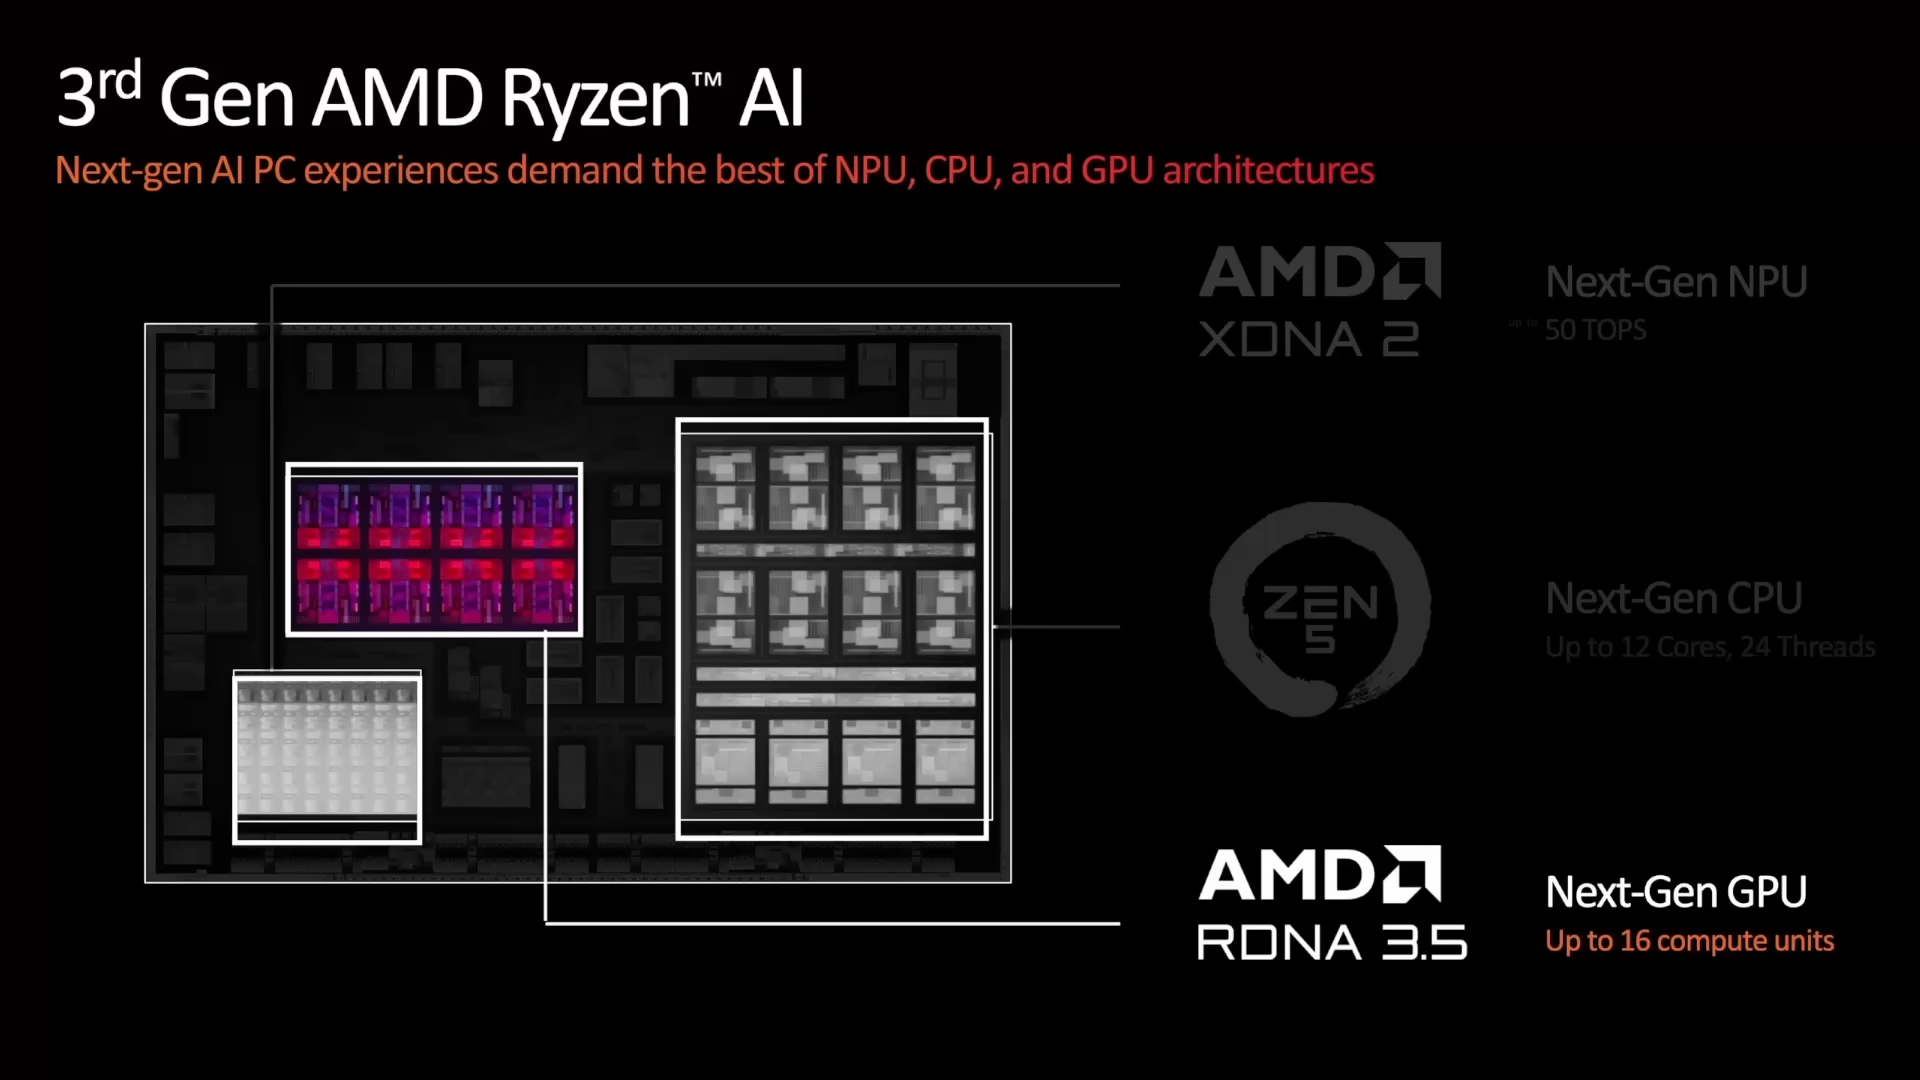 3rd Gen AMD Ryzen™ AI
Next-gen AI PC experiences demand the best of NPU, CPU, and GPU architectures
AMD
XDNA 2
Next-Gen NPU
up to 50 TOPS
ZEN
5
Next-Gen CPU
Up to 12 Cores, 24 Threads
AMD
RDNA 3.5
Next-Gen GPU
Up to 16 compute units